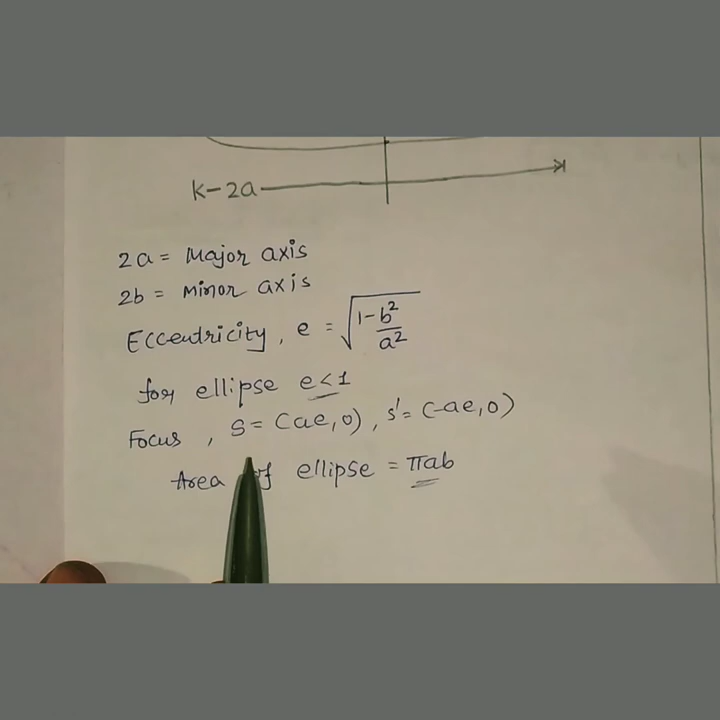 K-2a
2a = Major axis
2b = Minor axis
Eccentricity, e = √1-b²/a²
for ellipse e<1
Focus, S = (ae,0), s'= (-ae,0)
Area of ellipse = πab